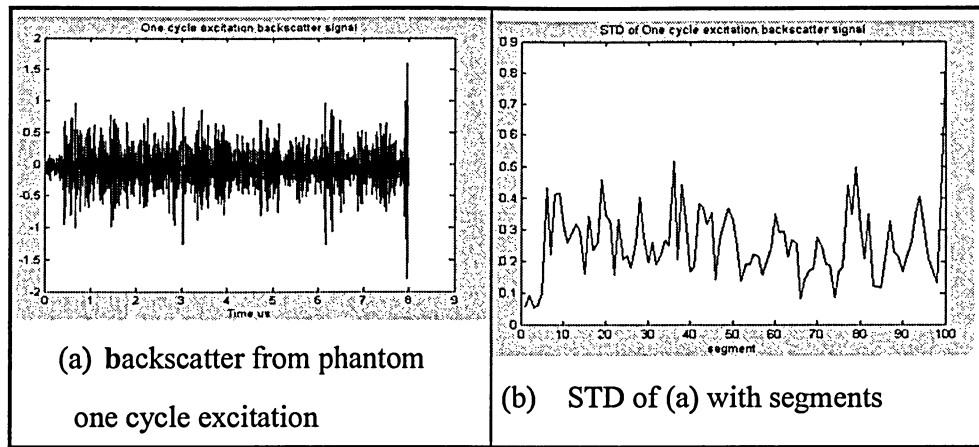 One cycle excitation backscatter signal
2
1.5
1
0.5
0
-0.5
-1
-1.5
-2
0 1 2 3 4 5 6 7 8 9
Time us
(a) backscatter from phantom
one cycle excitation
STD of One cycle excitation backscatter signal
0.9
0.8
0.7
0.6
0.5
0.4
0.3
0.2
0.1
0
0 10 20 30 40 50 60 70 80 90 100
segment
(b) STD of (a) with segments